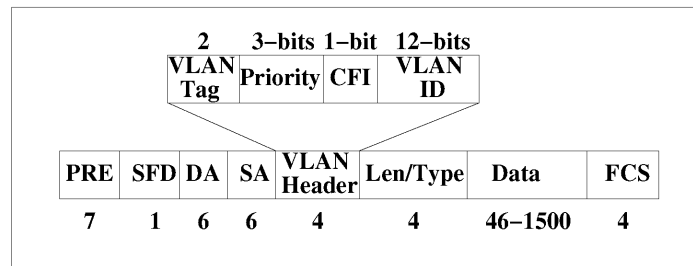 2 3-bits 1-bit 12-bits
VLAN Tag Priority CFI VLAN ID
PRE SFD DA SA VLAN Header Len/Type Data FCS
7 1 6 6 4 4 46-1500 4